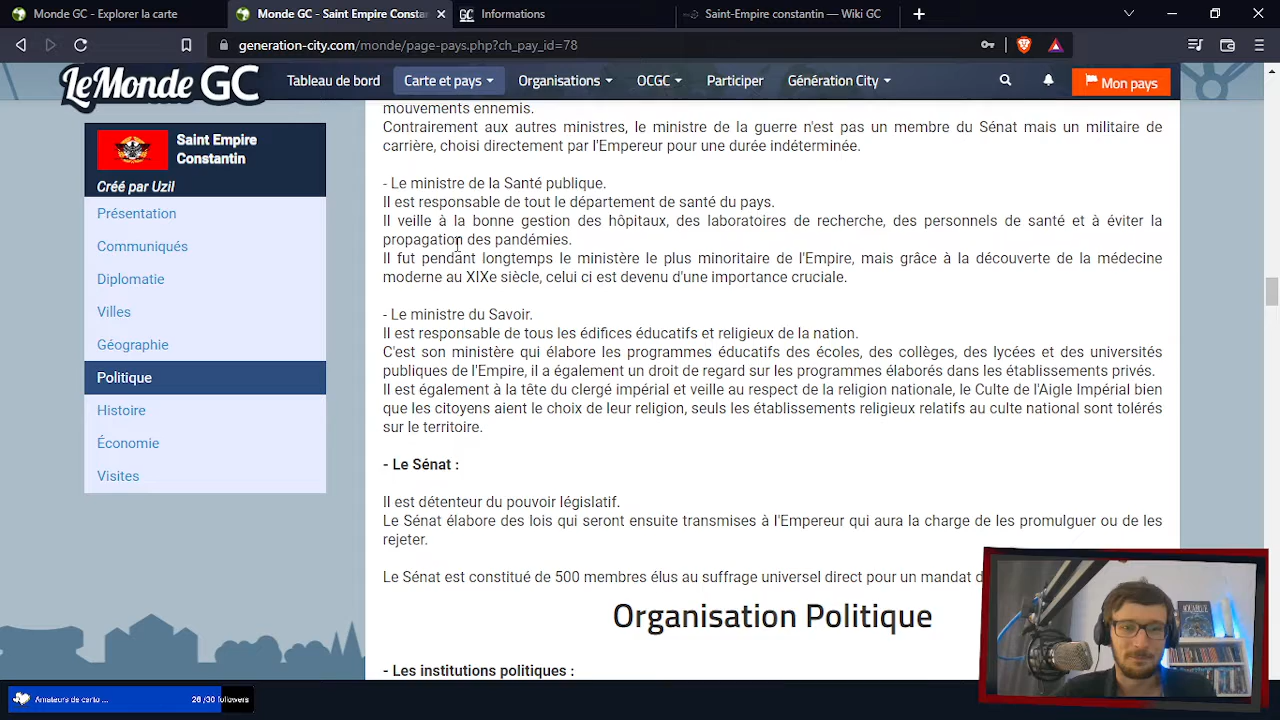 Monde GC - Explorer la carte
Monde GC - Saint Empire Consta
GC Informations
Saint-Empire constantin — Wiki GC
generation-city.com/monde/page-pays.php?ch_pay_id=78
LeMonde GC
Tableau de bord
Carte et pays
Organisations
OCGC
Participer
Génération City
Mon pays
Saint Empire
Constantin
Créé par Uzil
Présentation
Communiqués
Diplomatie
Villes
Géographie
Politique
Histoire
Économie
Visites
mouvements ennemis.
Contrairement aux autres ministres, le ministre de la guerre n'est pas un membre du Sénat mais un militaire de
carrière, choisi directement par l'Empereur pour une durée indéterminée.
- Le ministre de la Santé publique.
Il est responsable de tout le département de santé du pays.
Il veille à la bonne gestion des hôpitaux, des laboratoires de recherche, des personnels de santé et à éviter la
propagation des pandémies.
Il fut pendant longtemps le ministère le plus minoritaire de l'Empire, mais grâce à la découverte de la médecine
moderne au XIXe siècle, celui ci est devenu d'une importance cruciale.
- Le ministre du Savoir.
Il est responsable de tous les édifices éducatifs et religieux de la nation.
C'est son ministère qui élabore les programmes éducatifs des écoles, des collèges, des lycées et des universités
publiques de l'Empire, il a également un droit de regard sur les programmes élaborés dans les établissements privés.
Il est également à la tête du clergé impérial et veille au respect de la religion nationale, le Culte de l'Aigle Impérial bien
que les citoyens aient le choix de leur religion, seuls les établissements religieux relatifs au culte national sont tolérés
sur le territoire.
- Le Sénat :
Il est détenteur du pouvoir législatif.
Le Sénat élabore des lois qui seront ensuite transmises à l'Empereur qui aura la charge de les promulguer ou de les
rejeter.
Le Sénat est constitué de 500 membres élus au suffrage universel direct pour un mandat d
Organisation Politique
- Les institutions politiques :
Amateurs de carto ...
26 /30 followers